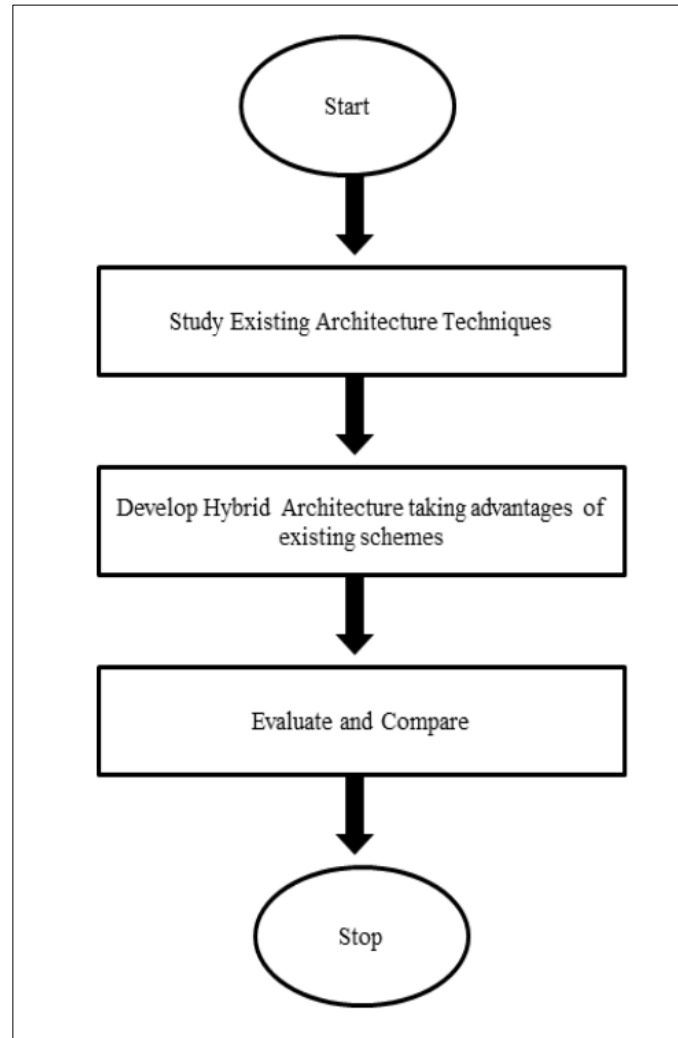 Start
Study Existing Architecture Techniques
Develop Hybrid Architecture taking advantages of
existing schemes
Evaluate and Compare
Stop